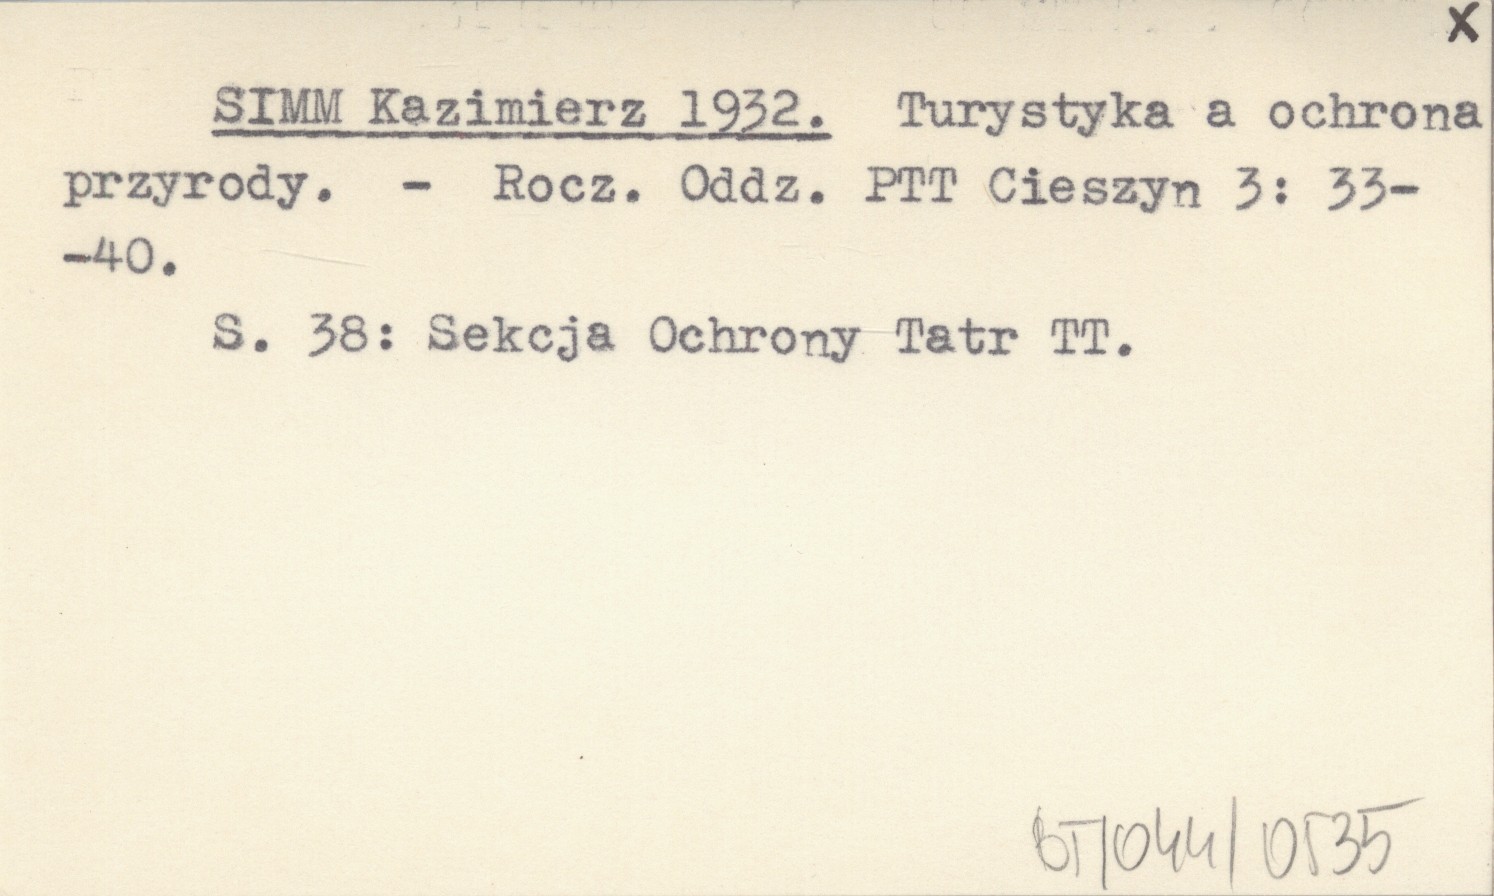 x
SIMM Kazimierz 1932. Turystyka a ochrona
przyrody. - Rocz. Oddz. PTT Cieszyn 3: 33-
-40.
S. 38: Sekcja Ochrony Tatr TT.
BT/044/0535